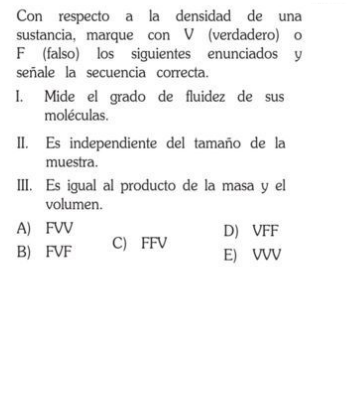 Con respecto a la densidad de una
sustancia, marque con V (verdadero) o
F (falso) los siguientes enunciados y
señale la secuencia correcta.
I. Mide el grado de fluidez de sus
moléculas.
II. Es independiente del tamaño de la
muestra.
III. Es igual al producto de la masa y el
volumen.
A) FVV
B) FVF
C) FFV
D) VFF
E) VVV